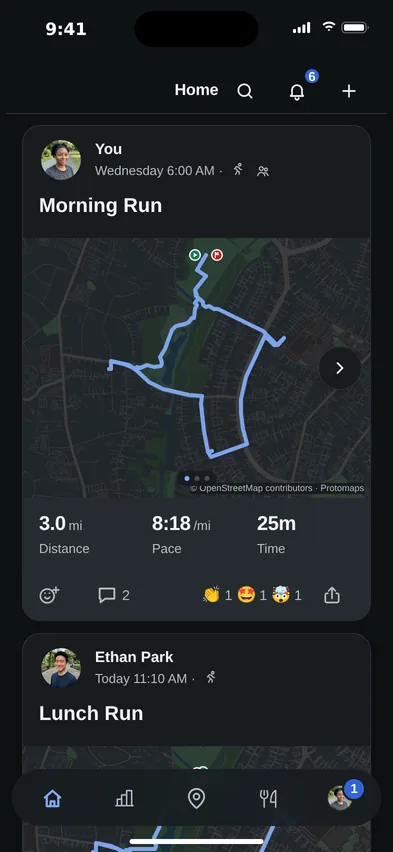 9:41
Home
6
You
Wednesday 6:00 AM ·
Morning Run
© OpenStreetMap contributors · Protomaps
3.0 mi
8:18 /mi
25m
Distance
Pace
Time
2
1
1
1
Ethan Park
Today 11:10 AM ·
Lunch Run
1